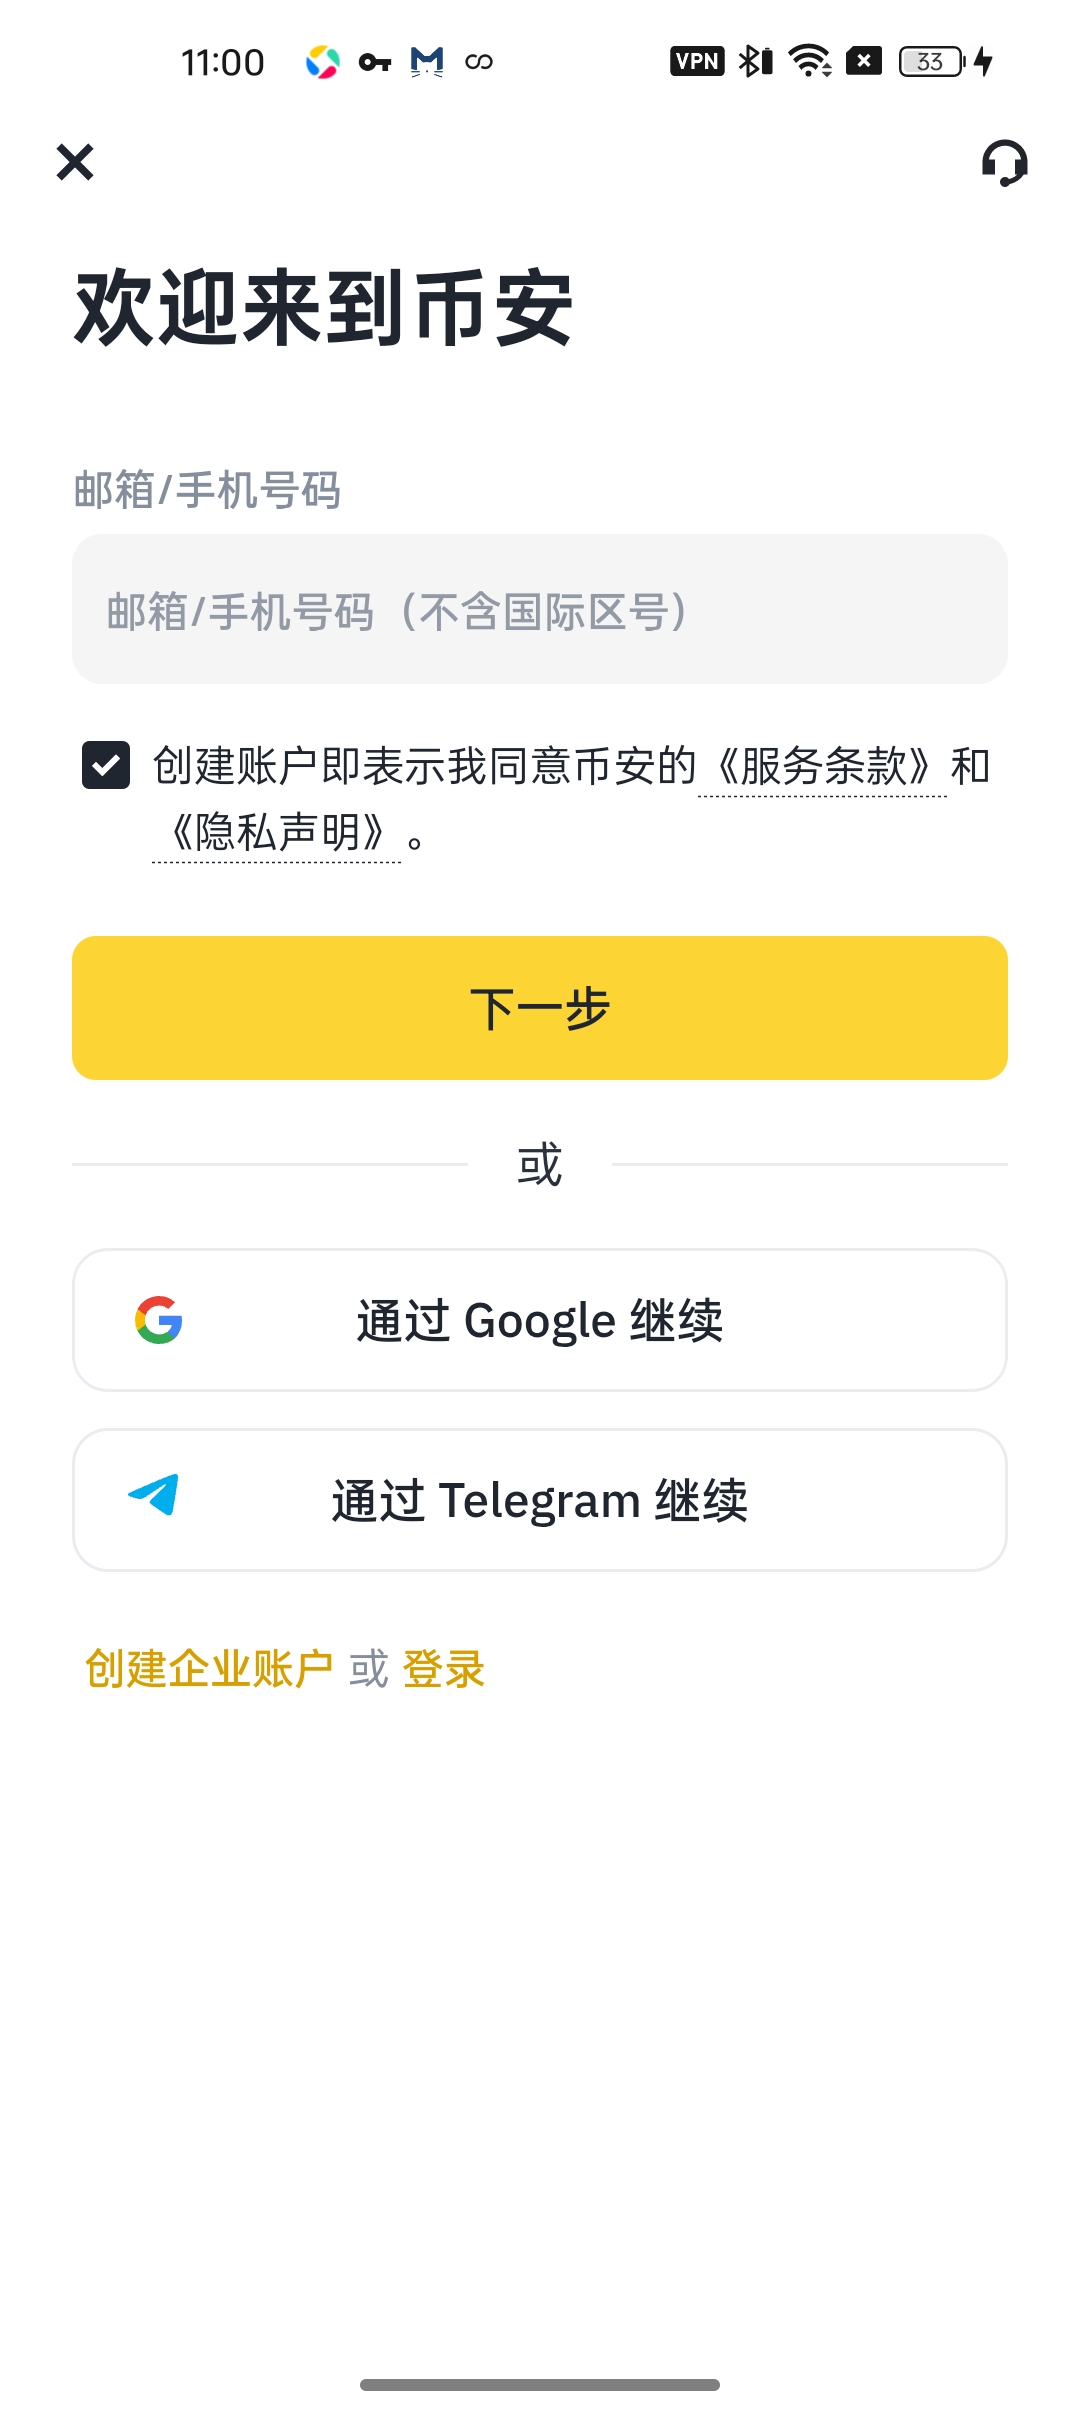 11:00
VPN
33
欢迎来到币安
邮箱/手机号码
邮箱/手机号码（不含国际区号）
创建账户即表示我同意币安的《服务条款》和
《隐私声明》。
下一步
或
通过 Google 继续
通过 Telegram 继续
创建企业账户 或 登录